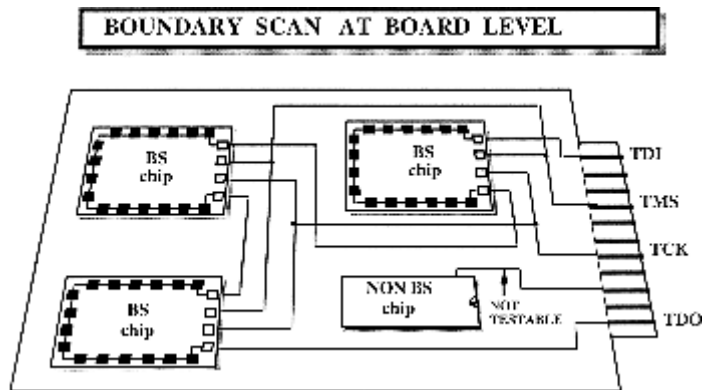 BOUNDARY SCAN AT BOARD LEVEL
BS
chip
BS
chip
TDI
TMS
TCK
BS
chip
NON BS
chip
NOT
TESTABLE
TDO